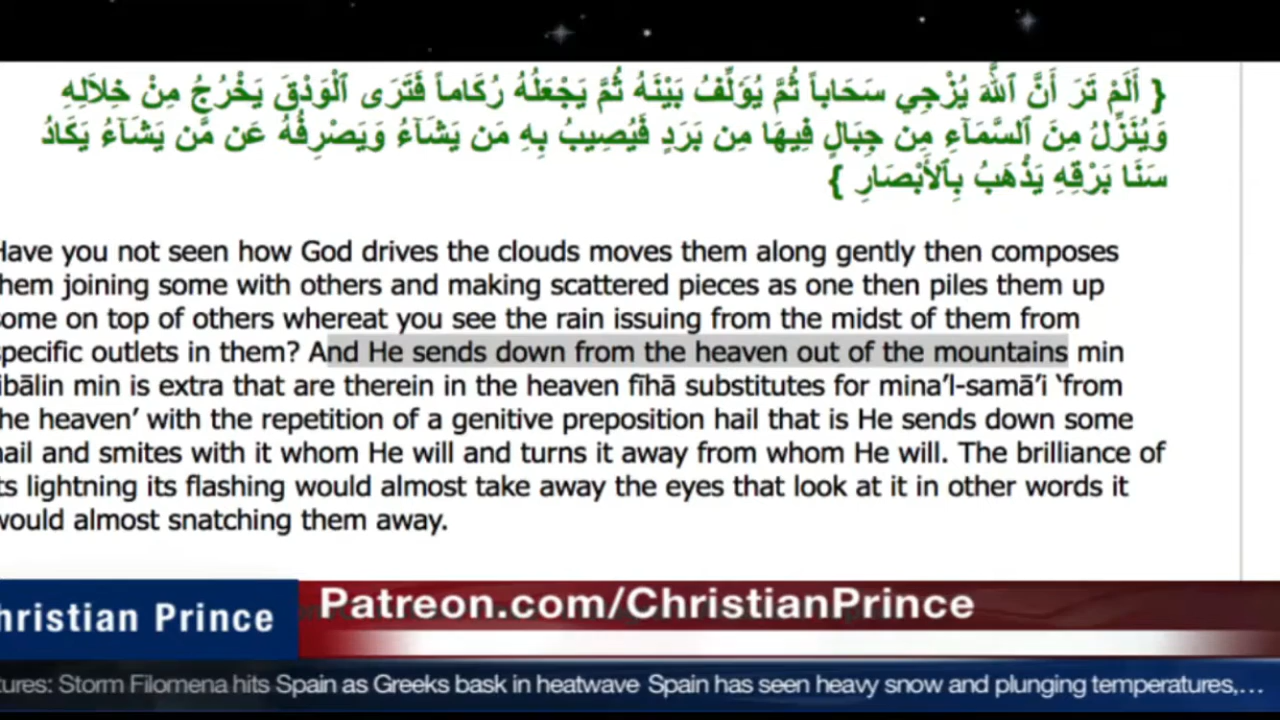 { أَلَمْ تَرَ أَنَّ ٱللَّهَ يُزْجِي سَحَاباً ثُمَّ يُؤَلِّفُ بَيْنَهُ ثُمَّ يَجْعَلُهُ رُكَاماً فَتَرَى ٱلْوَدْقَ يَخْرُجُ مِنْ خِلاَلِهِ
وَيُنَزِّلُ مِنَ ٱلسَّمَآءِ مِن جِبَالٍ فِيهَا مِن بَرَدٍ فَيُصِيبُ بِهِ مَن يَشَآءُ وَيَصْرِفُهُ عَن مَّن يَشَآءُ يَكَادُ
سَنَا بَرْقِهِ يَذْهَبُ بِٱلأَبْصَارِ }
Have you not seen how God drives the clouds moves them along gently then composes
hem joining some with others and making scattered pieces as one then piles them up
some on top of others whereat you see the rain issuing from the midst of them from
specific outlets in them? And He sends down from the heaven out of the mountains min
ibālin min is extra that are therein in the heaven fīhā substitutes for mina’l-samā’i ‘from
he heaven’ with the repetition of a genitive preposition hail that is He sends down some
hail and smites with it whom He will and turns it away from whom He will. The brilliance of
ts lightning its flashing would almost take away the eyes that look at it in other words it
would almost snatching them away.
hristian Prince
Patreon.com/ChristianPrince
tures: Storm Filomena hits Spain as Greeks bask in heatwave Spain has seen heavy snow and plunging temperatures,…